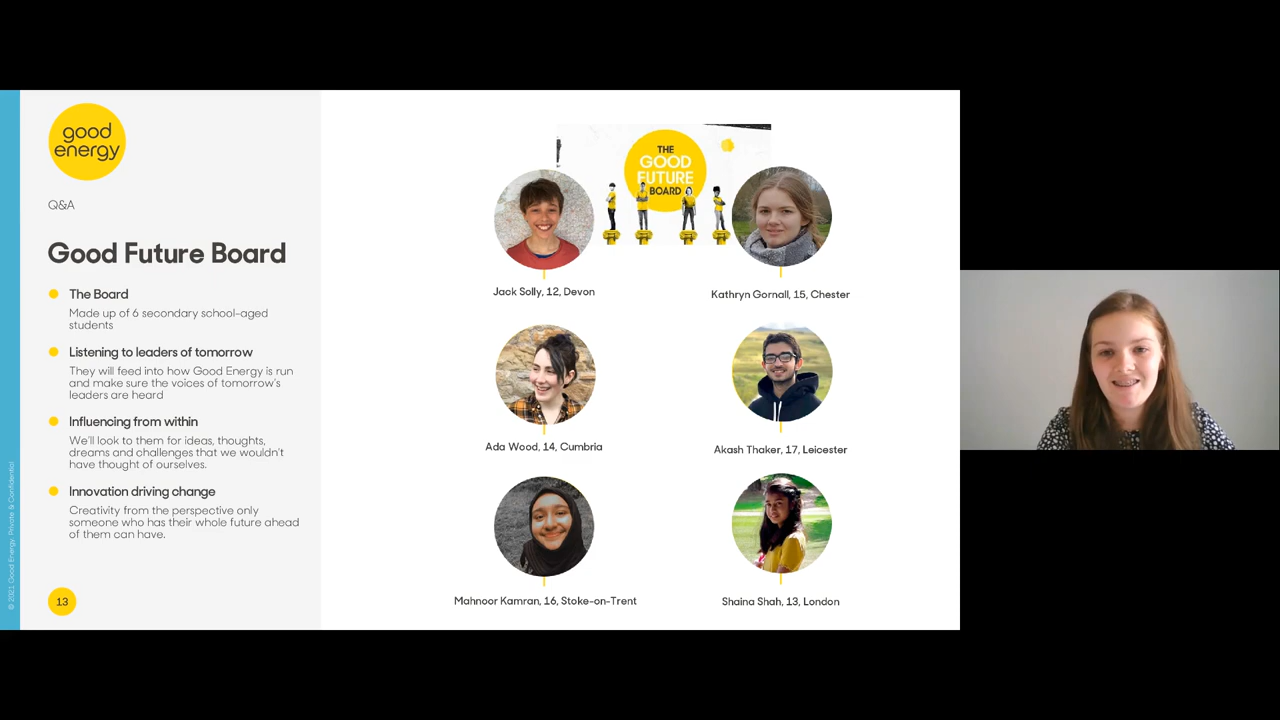 good
energy
Q&A
Good Future Board
The Board
Made up of 6 secondary school-aged
students
Listening to leaders of tomorrow
They will feed into how Good Energy is run
and make sure the voices of tomorrow's
leaders are heard
Influencing from within
We'll look to them for ideas, thoughts,
dreams and challenges that we wouldn't
have thought of ourselves.
Innovation driving change
Creativity from the perspective only
someone who has their whole future ahead
of them can have.
13
© 2021 Good Energy Private & Confidential
THE
GOOD
FUTURE
BOARD
Jack Solly, 12, Devon
Kathryn Gornall, 15, Chester
Ada Wood, 14, Cumbria
Akash Thaker, 17, Leicester
Mahnoor Kamran, 16, Stoke-on-Trent
Shaina Shah, 13, London